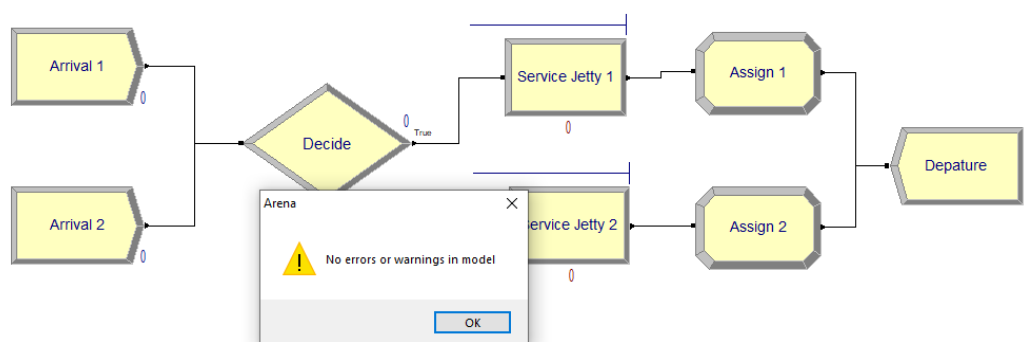 Arrival 1
0
Decide
0
True
Service Jetty 1
0
Assign 1
Depature
Arrival 2
0
Service Jetty 2
0
Assign 2
Arena
No errors or warnings in model
OK